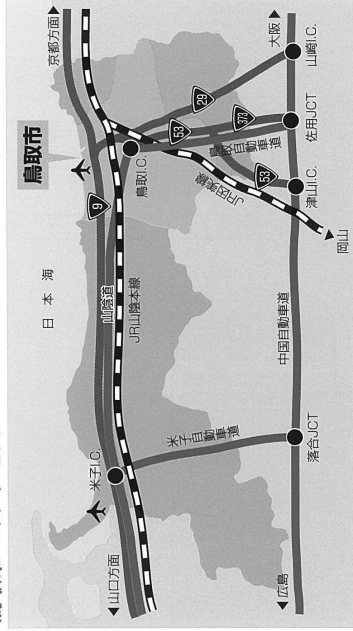 京都方面▶
鳥取市
日本海
9
山陰道
JR山陰本線
鳥取I.C.
29
53
373
鳥取自動車道
JR因美線
53
米子I.C.
◀山口方面
米子自動車道
大阪▶
山崎I.C.
佐用JCT
津山I.C.
岡山
中国自動車道
落合JCT
◀広島